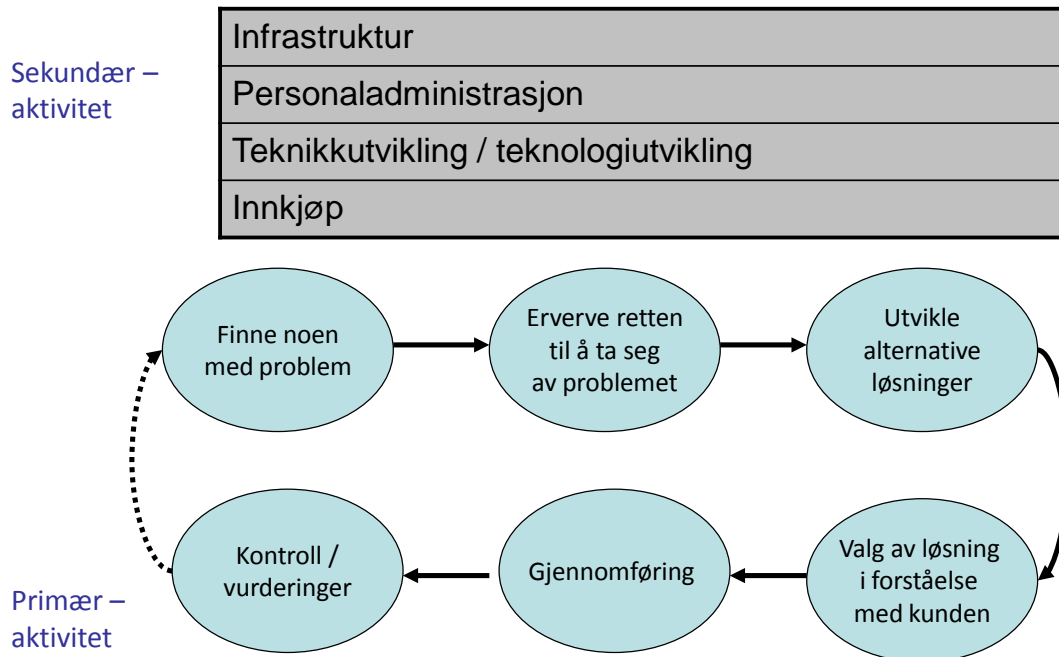 Infrastruktur
Sekundær –
aktivitet
Personaladministrasjon
Teknikkutvikling / teknologiutvikling
Innkjøp
Finne noen
med problem
Erverve retten
til å ta seg
av problemet
Utvikle
alternative
løsninger
Kontroll /
vurderinger
Gjennomføring
Valg av løsning
i forståelse
med kunden
Primær –
aktivitet